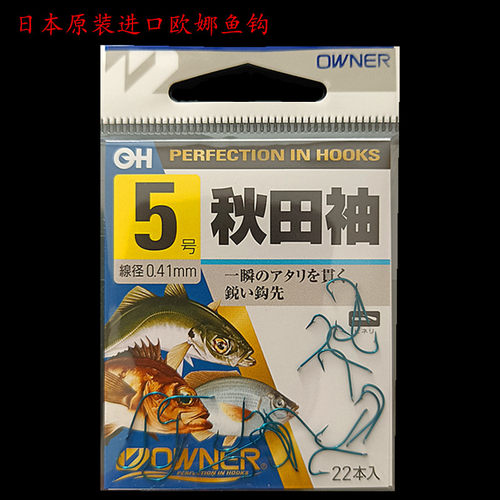 日本原装进口欧娜鱼钩
OWNER
OH PERFECTION IN HOOKS
5号
線径0.41mm
秋田袖
一瞬のアタリを貫く
鋭い鈎先
OWNER
PERFECTION IN HOOKS
22本入